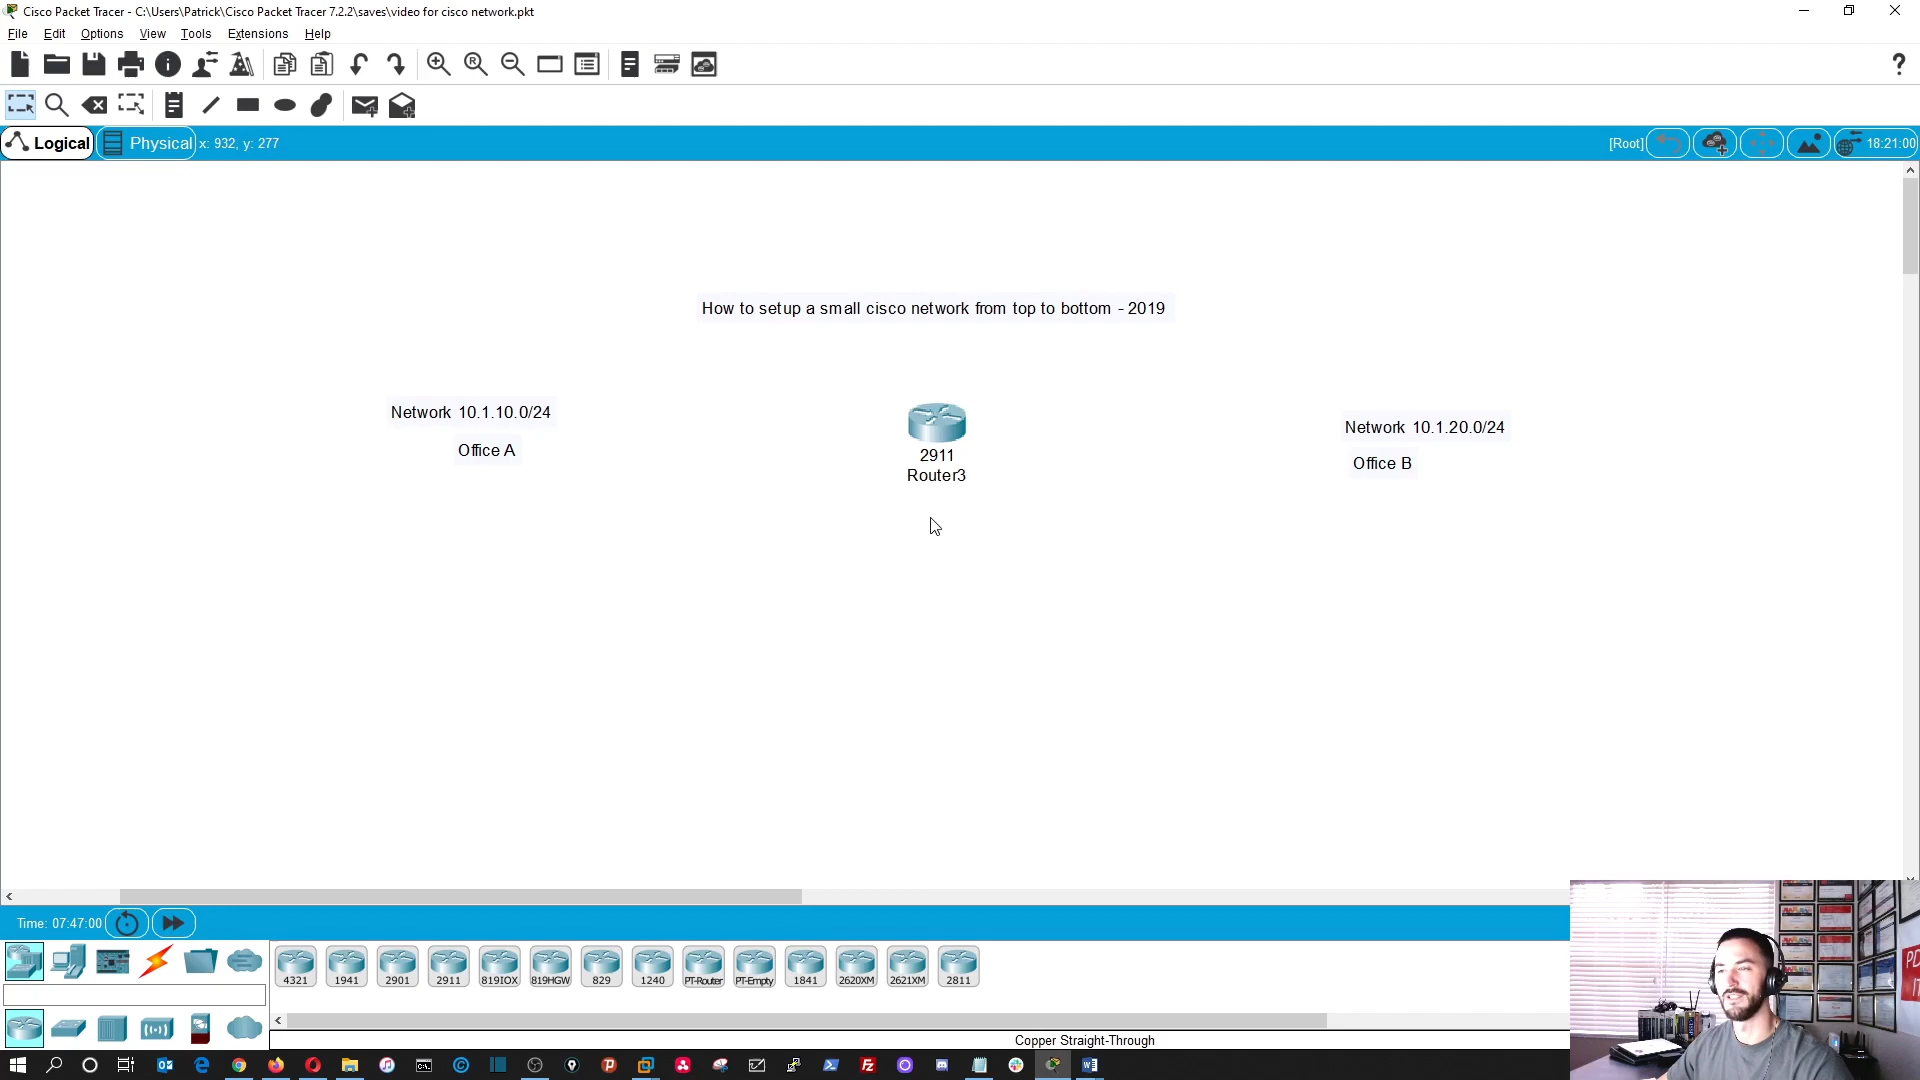 Cisco Packet Tracer - C:\Users\Patrick\Cisco Packet Tracer 7.2.2\saves\video for cisco network.pkt
File Edit Options View Tools Extensions Help
Logical Physical x: 932, y: 277 [Root] 18:21:00
How to setup a small cisco network from top to bottom - 2019
Network 10.1.10.0/24
Office A
2911
Router3
Network 10.1.20.0/24
Office B
Time: 07:47:00
4321 1941 2901 2911 819IOX 819HGW 829 1240 PT-Router PT-Empty 1841 2620XM 2621XM 2811
Copper Straight-Through